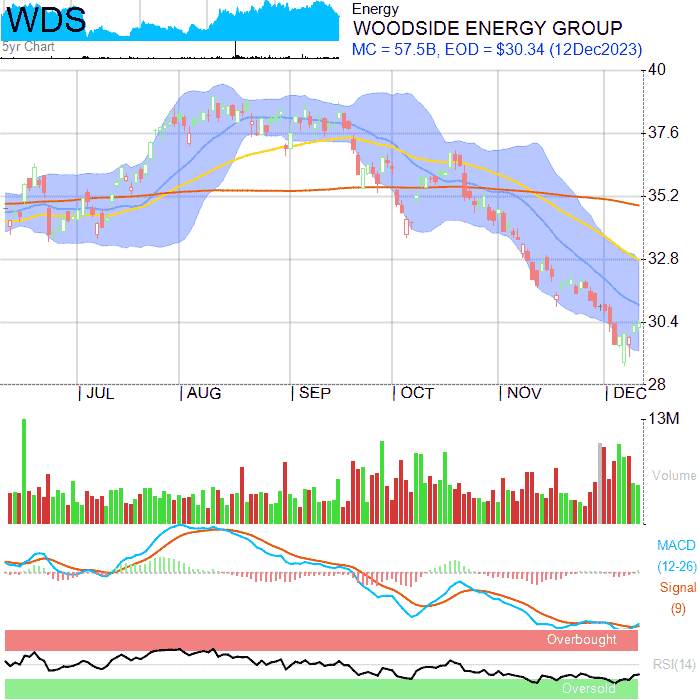 WDS
5yr Chart
Energy
WOODSIDE ENERGY GROUP
MC = 57.5B, EOD = $30.34 (12Dec2023)
40
37.6
35.2
32.8
30.4
28
JUL AUG SEP OCT NOV DEC
13M
Volume
MACD
(12-26)
Signal
(9)
Overbought
RSI(14)
Oversold